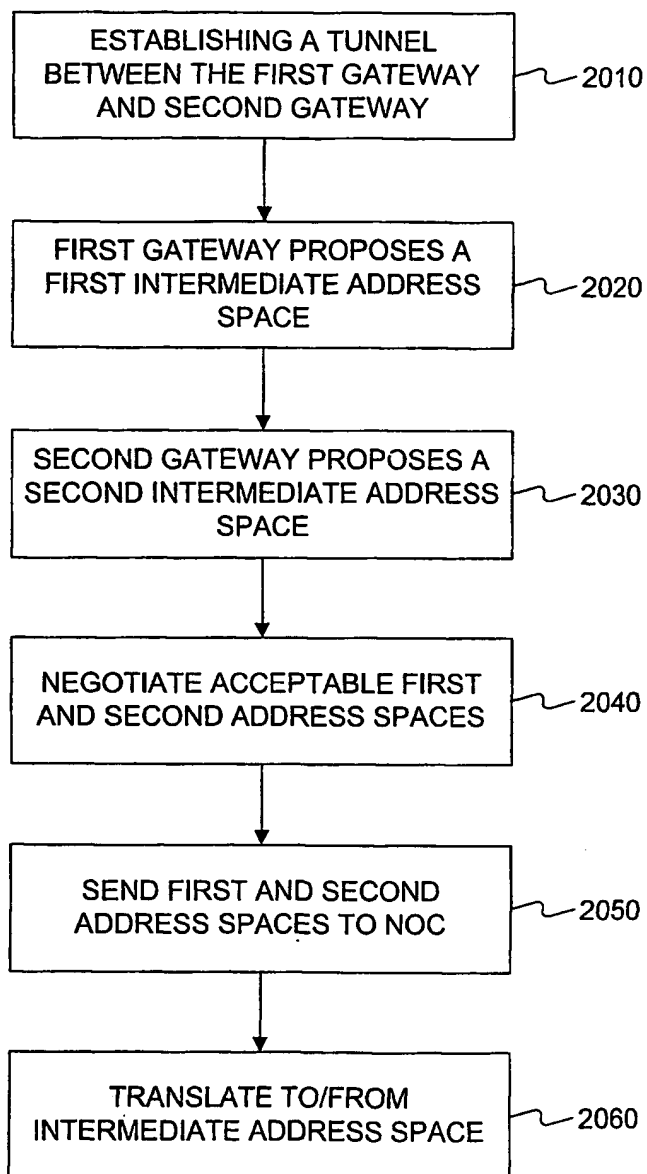 ESTABLISHING A TUNNEL
BETWEEN THE FIRST GATEWAY
AND SECOND GATEWAY
2010
FIRST GATEWAY PROPOSES A
FIRST INTERMEDIATE ADDRESS
SPACE
2020
SECOND GATEWAY PROPOSES A
SECOND INTERMEDIATE ADDRESS
SPACE
2030
NEGOTIATE ACCEPTABLE FIRST
AND SECOND ADDRESS SPACES
2040
SEND FIRST AND SECOND
ADDRESS SPACES TO NOC
2050
TRANSLATE TO/FROM
INTERMEDIATE ADDRESS SPACE
2060